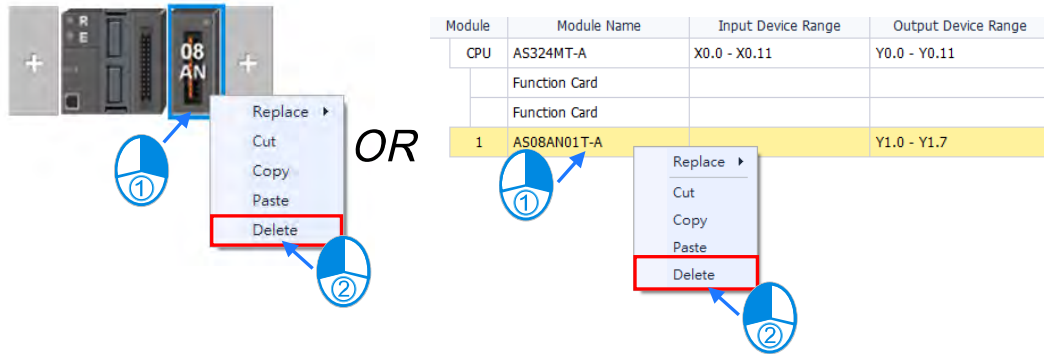 R
E
08
AN
+
+
Replace
Cut
Copy
Paste
Delete
①
②
OR
Module Module Name Input Device Range Output Device Range
CPU AS324MT-A X0.0 - X0.11 Y0.0 - Y0.11
Function Card
Function Card
1 AS08AN01T-A Y1.0 - Y1.7
Replace
Cut
Copy
Paste
Delete
①
②